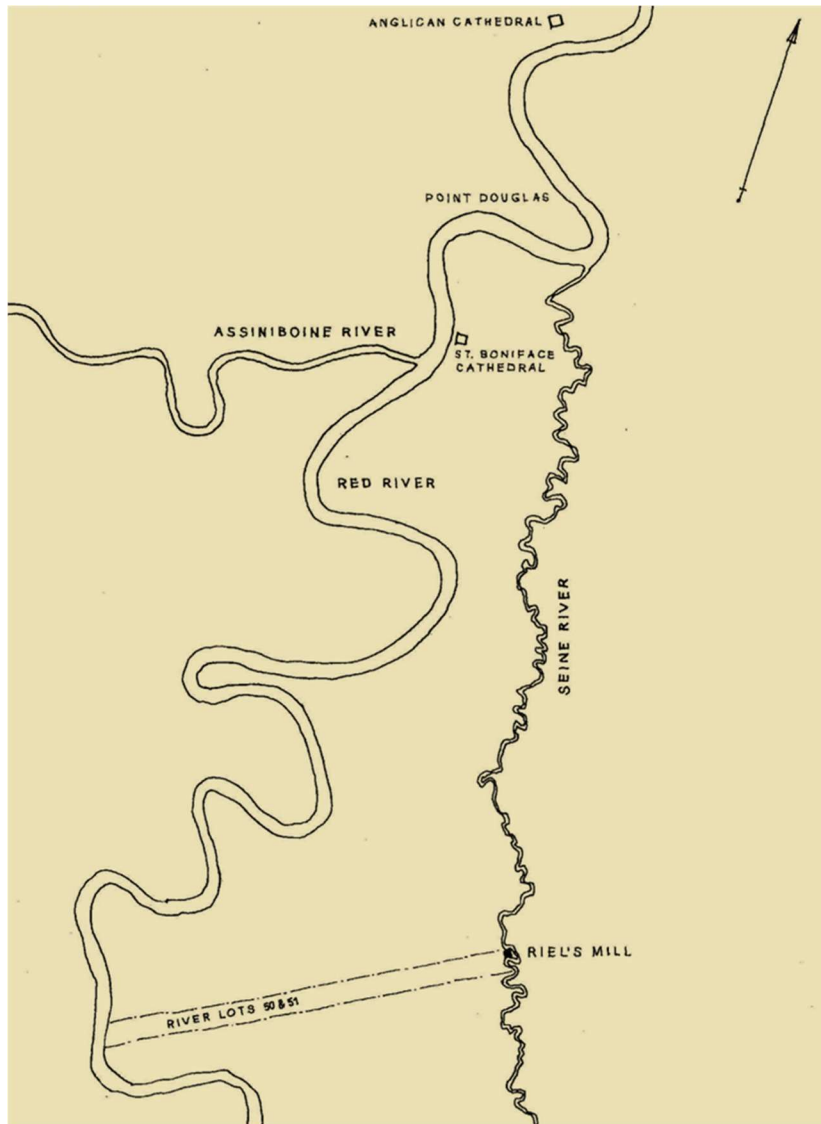 ANGLICAN CATHEDRAL
POINT DOUGLAS
ASSINIBOINE RIVER
ST. BONIFACE
CATHEDRAL
RED RIVER
SEINE RIVER
RIEL'S MILL
RIVER LOTS 50 & 51